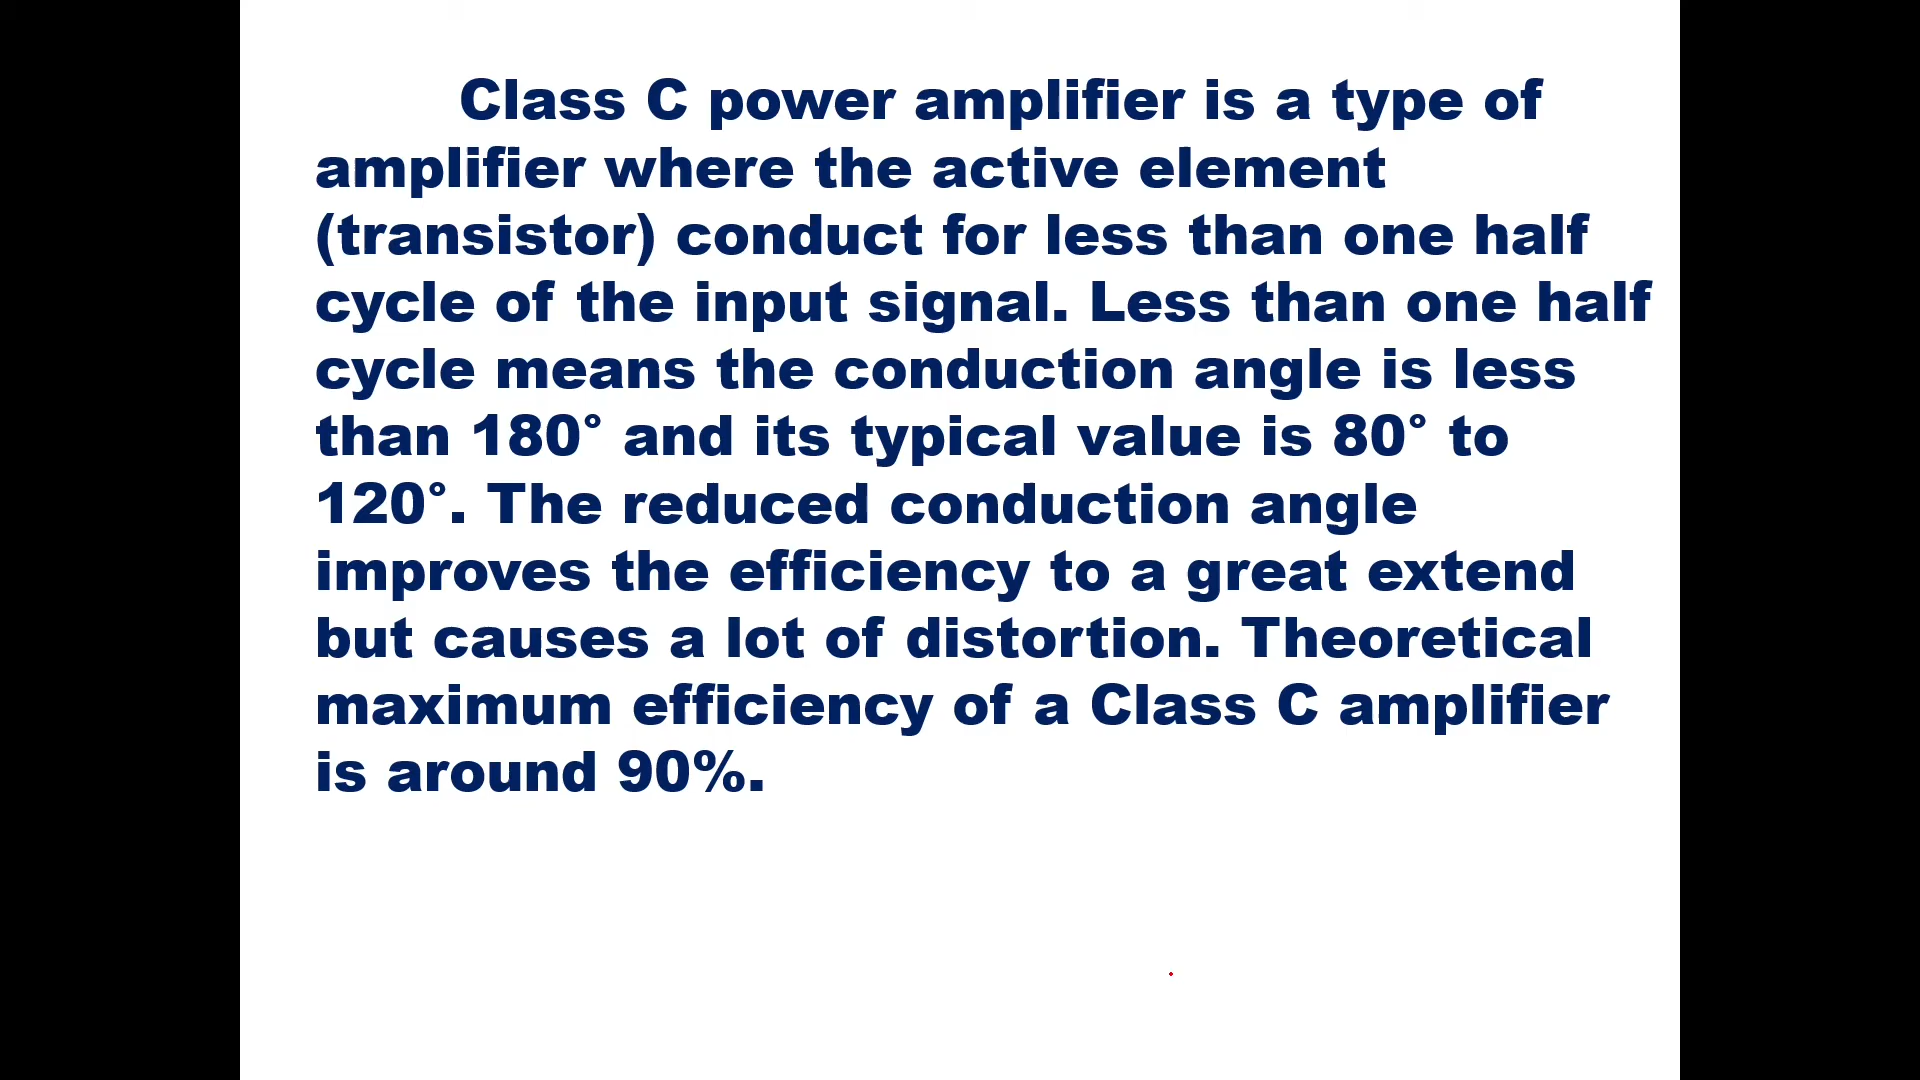 Class C power amplifier is a type of
amplifier where the active element
(transistor) conduct for less than one half
cycle of the input signal. Less than one half
cycle means the conduction angle is less
than 180° and its typical value is 80° to
120°. The reduced conduction angle
improves the efficiency to a great extend
but causes a lot of distortion. Theoretical
maximum efficiency of a Class C amplifier
is around 90%.